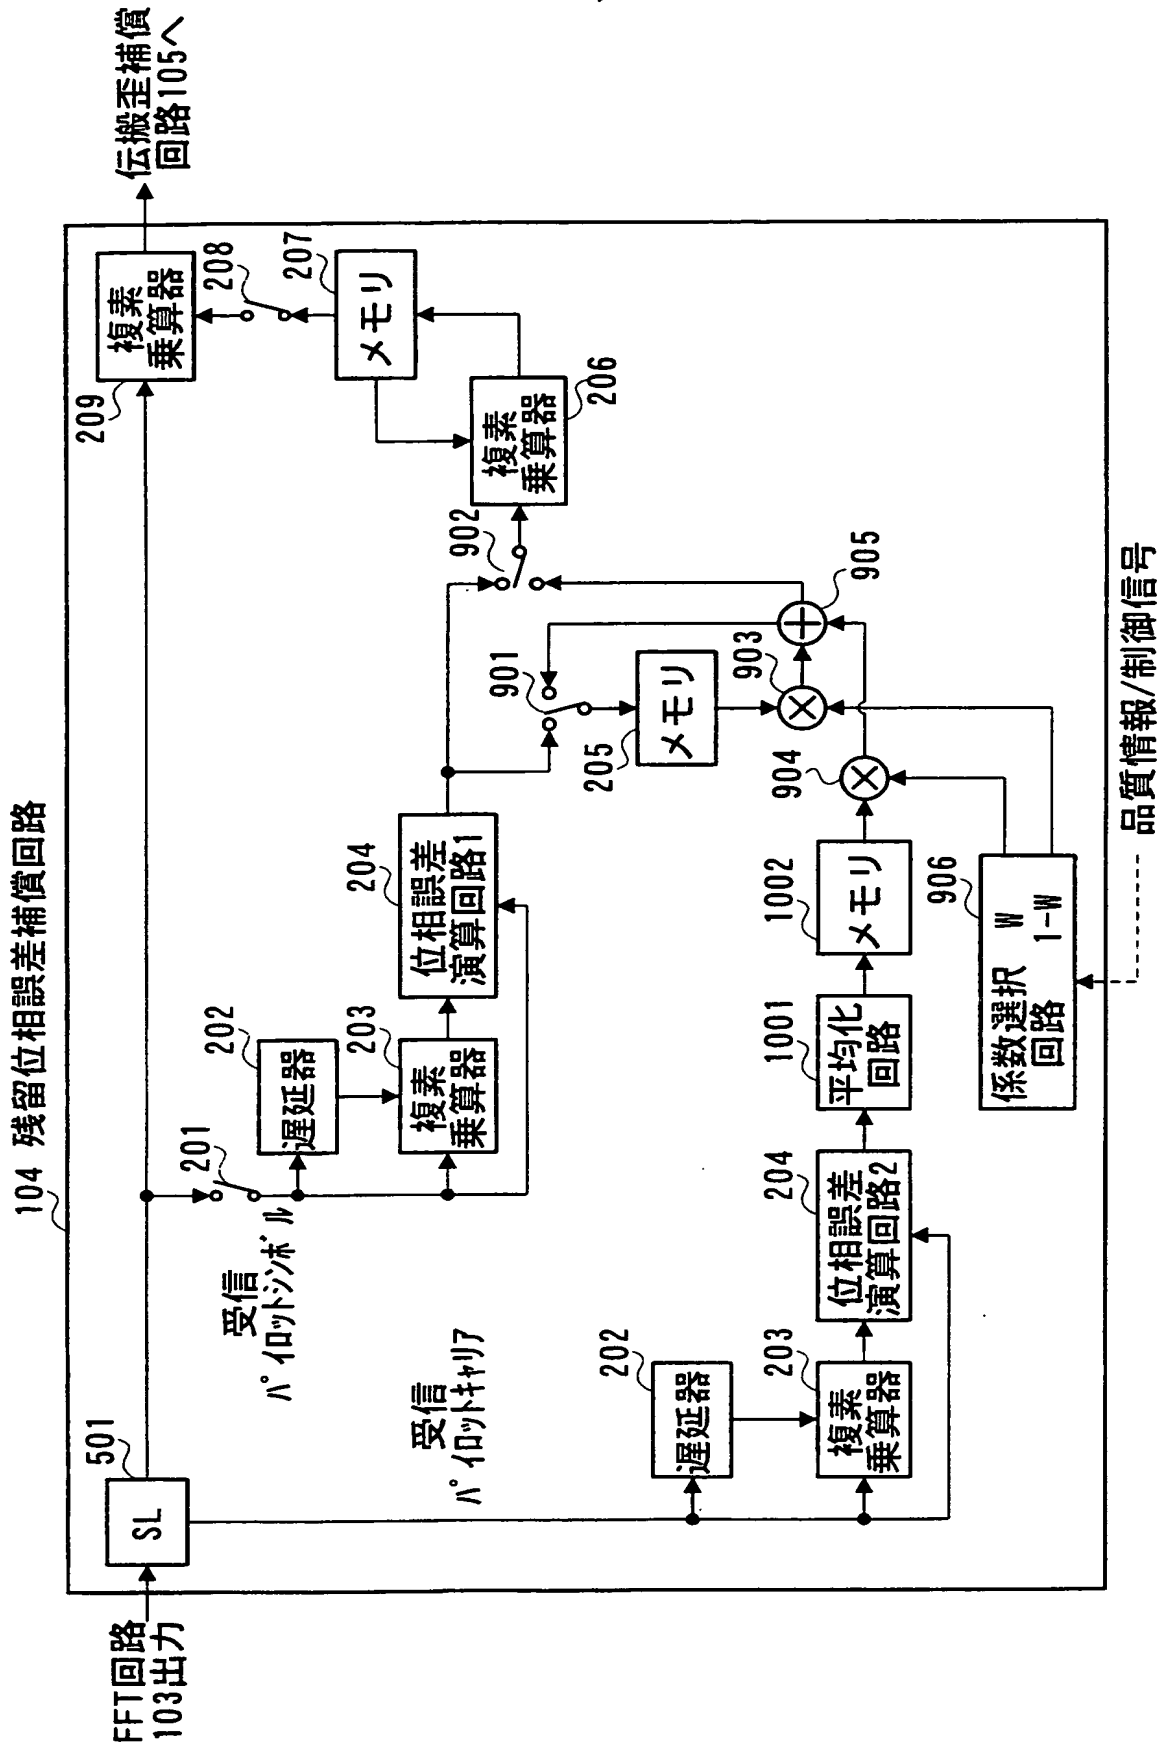 104 残留位相誤差補償回路
FFT回路
103出力
SL
501
受信
パイロットシンボル
201
遅延器
202
複素
乗算器
203
位相誤差
演算回路1
204
受信
パイロットキャリア
遅延器
202
複素
乗算器
203
位相誤差
演算回路2
204
平均化
回路
1001
メモリ
1002
係数選択
回路
W
1-W
906
品質情報/制御信号
904
903
905
メモリ
205
901
902
複素
乗算器
206
メモリ
207
208
複素
乗算器
209
伝搬歪補償
回路105へ